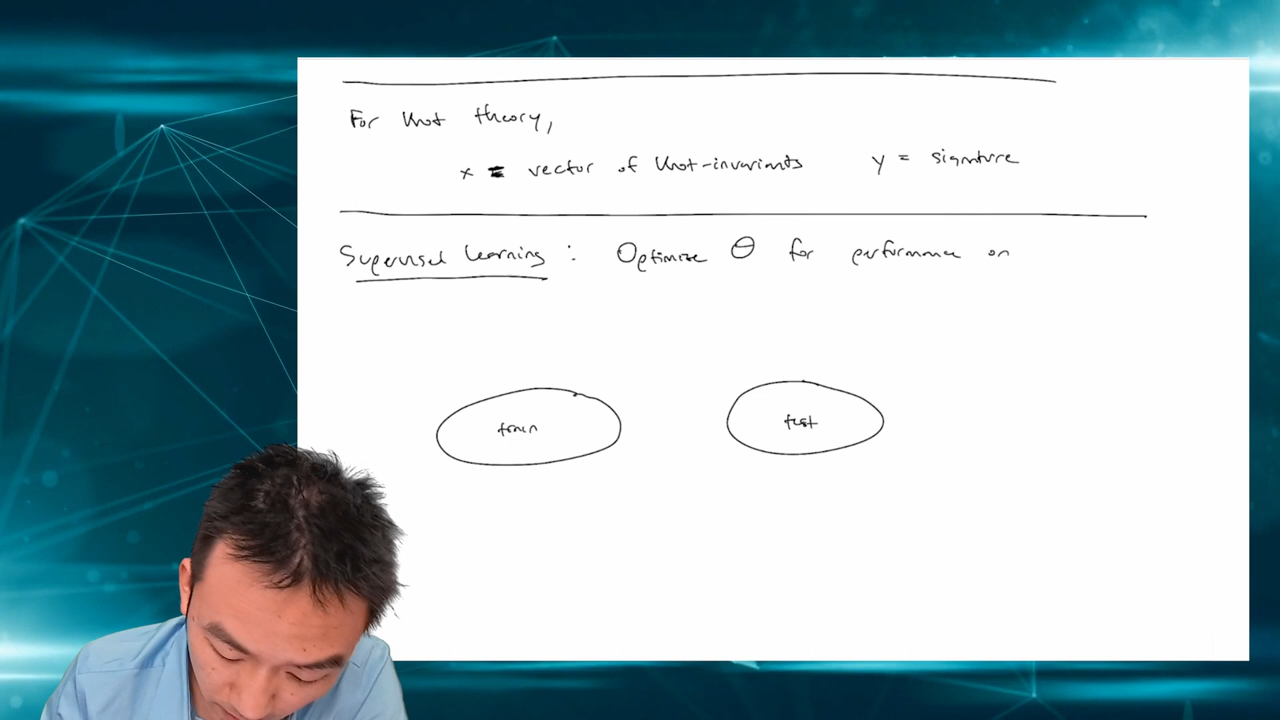 For knot theory,
x = vector of knot-invariants y = signature
Supervised learning : Optimize θ for performance on
train test